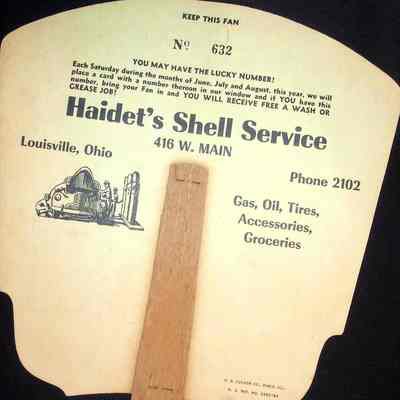 KEEP THIS FAN
No 632
YOU MAY HAVE THE LUCKY NUMBER!
Each Saturday during the months of June, July and August, this year, we will
place a card with a number thereon in our window and if YOU have this
number, bring your Fan in and YOU WILL RECEIVE FREE A WASH OR
GREASE JOB!
Haidet's Shell Service
416 W. MAIN
Louisville, Ohio
Phone 2102
Gas, Oil, Tires,
Accessories,
Groceries